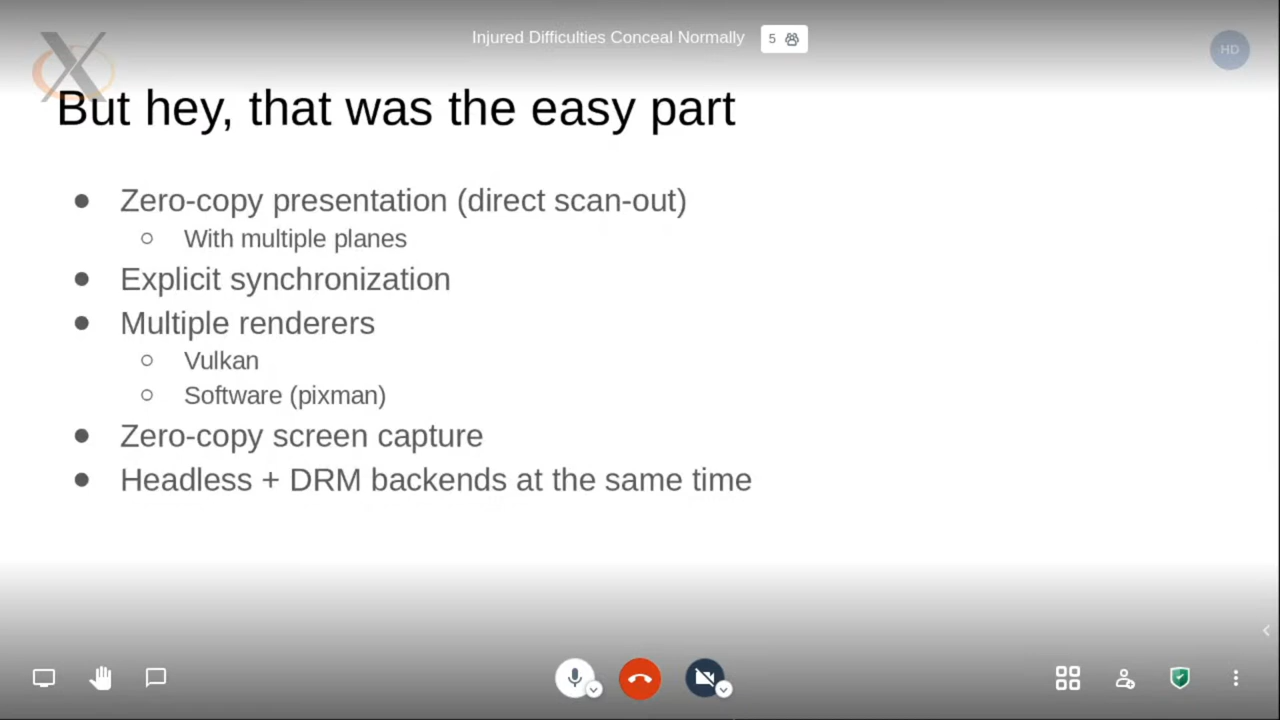 Injured Difficulties Conceal Normally
5
HD
X
But hey, that was the easy part
● Zero-copy presentation (direct scan-out)
○ With multiple planes
● Explicit synchronization
● Multiple renderers
○ Vulkan
○ Software (pixman)
● Zero-copy screen capture
● Headless + DRM backends at the same time